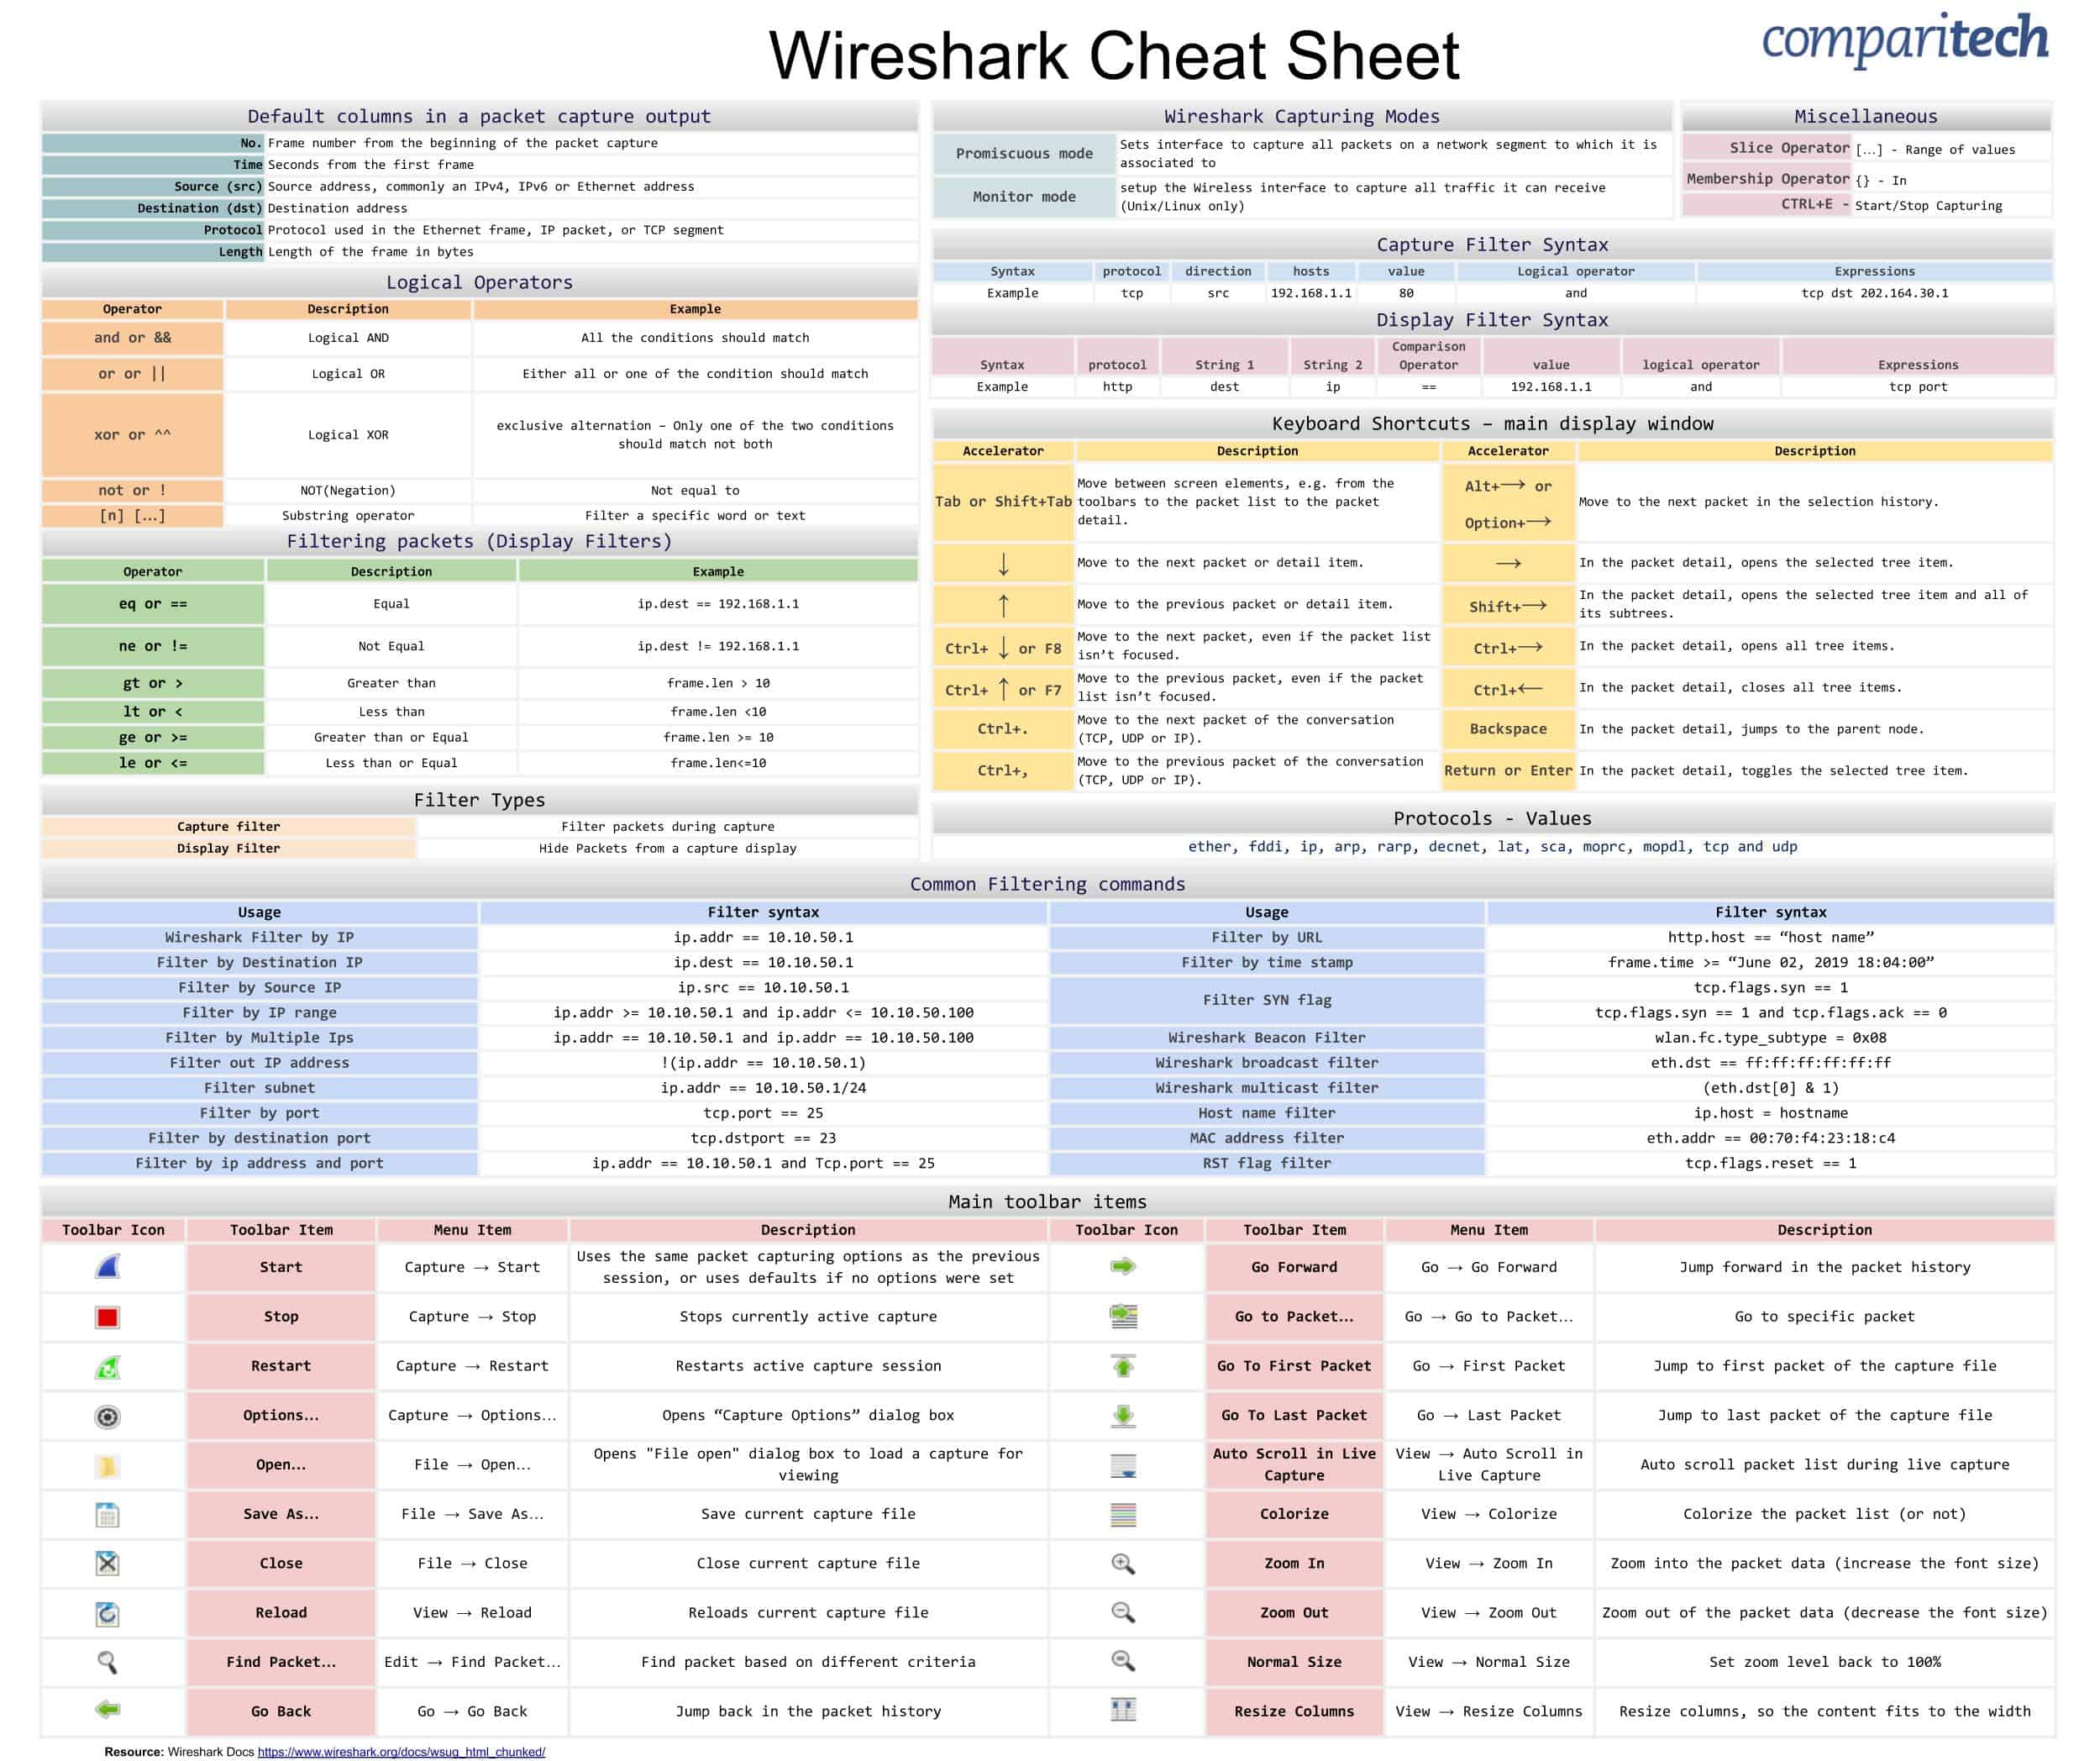 Wireshark Cheat Sheet
comparitech
Default columns in a packet capture output
No. Frame number from the beginning of the packet capture
Time Seconds from the first frame
Source (src) Source address, commonly an IPv4, IPv6 or Ethernet address
Destination (dst) Destination address
Protocol Protocol used in the Ethernet frame, IP packet, or TCP segment
Length Length of the frame in bytes
Logical Operators
Operator Description Example
and or && Logical AND All the conditions should match
or or || Logical OR Either all or one of the condition should match
xor or ^^ Logical XOR exclusive alternation – Only one of the two conditions
should match not both
not or ! NOT(Negation) Not equal to
[n] […] Substring operator Filter a specific word or text
Filtering packets (Display Filters)
Operator Description Example
eq or == Equal ip.dest == 192.168.1.1
ne or != Not Equal ip.dest != 192.168.1.1
gt or > Greater than frame.len > 10
lt or < Less than frame.len <10
ge or >= Greater than or Equal frame.len >= 10
le or <= Less than or Equal frame.len<=10
Filter Types
Capture filter Filter packets during capture
Display Filter Hide Packets from a capture display
Wireshark Capturing Modes
Promiscuous mode Sets interface to capture all packets on a network segment to which it is
associated to
Monitor mode setup the Wireless interface to capture all traffic it can receive
(Unix/Linux only)
Miscellaneous
Slice Operator […] - Range of values
Membership Operator {} - In
CTRL+E - Start/Stop Capturing
Capture Filter Syntax
Syntax protocol direction hosts value Logical operator Expressions
Example tcp src 192.168.1.1 80 and tcp dst 202.164.30.1
Display Filter Syntax
Syntax protocol String 1 String 2 Comparison Operator value logical operator Expressions
Example http dest ip == 192.168.1.1 and tcp port
Keyboard Shortcuts – main display window
Accelerator Description Accelerator Description
Tab or Shift+Tab Move between screen elements, e.g. from the
toolbars to the packet list to the packet
detail.
Alt+→ or
Option+→
Move to the next packet in the selection history.
↓ Move to the next packet or detail item. → In the packet detail, opens the selected tree item.
↑ Move to the previous packet or detail item. Shift+→ In the packet detail, opens the selected tree item and all of
its subtrees.
Ctrl+ ↓ or F8 Move to the next packet, even if the packet list
isn’t focused.
Ctrl+→ In the packet detail, opens all tree items.
Ctrl+ ↑ or F7 Move to the previous packet, even if the packet
list isn’t focused.
Ctrl+← In the packet detail, closes all tree items.
Ctrl+. Move to the next packet of the conversation
(TCP, UDP or IP).
Backspace In the packet detail, jumps to the parent node.
Ctrl+, Move to the previous packet of the conversation
(TCP, UDP or IP).
Return or Enter In the packet detail, toggles the selected tree item.
Protocols - Values
ether, fddi, ip, arp, rarp, decnet, lat, sca, moprc, mopdl, tcp and udp
Common Filtering commands
Usage Filter syntax Usage Filter syntax
Wireshark Filter by IP ip.addr == 10.10.50.1 Filter by URL http.host == “host name”
Filter by Destination IP ip.dest == 10.10.50.1 Filter by time stamp frame.time >= “June 02, 2019 18:04:00”
Filter by Source IP ip.src == 10.10.50.1 Filter SYN flag tcp.flags.syn == 1
Filter by IP range ip.addr >= 10.10.50.1 and ip.addr <= 10.10.50.100 tcp.flags.syn == 1 and tcp.flags.ack == 0
Filter by Multiple Ips ip.addr == 10.10.50.1 and ip.addr == 10.10.50.100 Wireshark Beacon Filter wlan.fc.type_subtype = 0x08
Filter out IP address !(ip.addr == 10.10.50.1) Wireshark broadcast filter eth.dst == ff:ff:ff:ff:ff:ff
Filter subnet ip.addr == 10.10.50.1/24 Wireshark multicast filter (eth.dst[0] & 1)
Filter by port tcp.port == 25 Host name filter ip.host = hostname
Filter by destination port tcp.dstport == 23 MAC address filter eth.addr == 00:70:f4:23:18:c4
Filter by ip address and port ip.addr == 10.10.50.1 and Tcp.port == 25 RST flag filter tcp.flags.reset == 1
Main toolbar items
Toolbar Icon Toolbar Item Menu Item Description Toolbar Icon Toolbar Item Menu Item Description
Start Capture → Start Uses the same packet capturing options as the previous
session, or uses defaults if no options were set
Go Forward Go → Go Forward Jump forward in the packet history
Stop Capture → Stop Stops currently active capture Go to Packet… Go → Go to Packet… Go to specific packet
Restart Capture → Restart Restarts active capture session Go To First Packet Go → First Packet Jump to first packet of the capture file
Options… Capture → Options… Opens “Capture Options” dialog box Go To Last Packet Go → Last Packet Jump to last packet of the capture file
Open… File → Open… Opens "File open" dialog box to load a capture for
viewing
Auto Scroll in Live
Capture
View → Auto Scroll in
Live Capture
Auto scroll packet list during live capture
Save As… File → Save As… Save current capture file Colorize View → Colorize Colorize the packet list (or not)
Close File → Close Close current capture file Zoom In View → Zoom In Zoom into the packet data (increase the font size)
Reload View → Reload Reloads current capture file Zoom Out View → Zoom Out Zoom out of the packet data (decrease the font size)
Find Packet… Edit → Find Packet… Find packet based on different criteria Normal Size View → Normal Size Set zoom level back to 100%
Go Back Go → Go Back Jump back in the packet history Resize Columns View → Resize Columns Resize columns, so the content fits to the width
Resource: Wireshark Docs https://www.wireshark.org/docs/wsug_html_chunked/